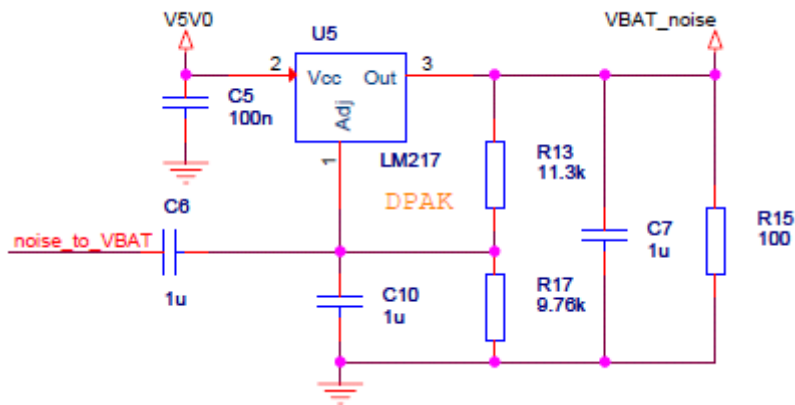 V5V0
VBAT_noise
U5
2
3
Vcc
Out
C5
100n
Adj
1
LM217
DPAK
R13
11.3k
C6
noise_to_VBAT
1u
C7
1u
R15
100
C10
1u
R17
9.76k